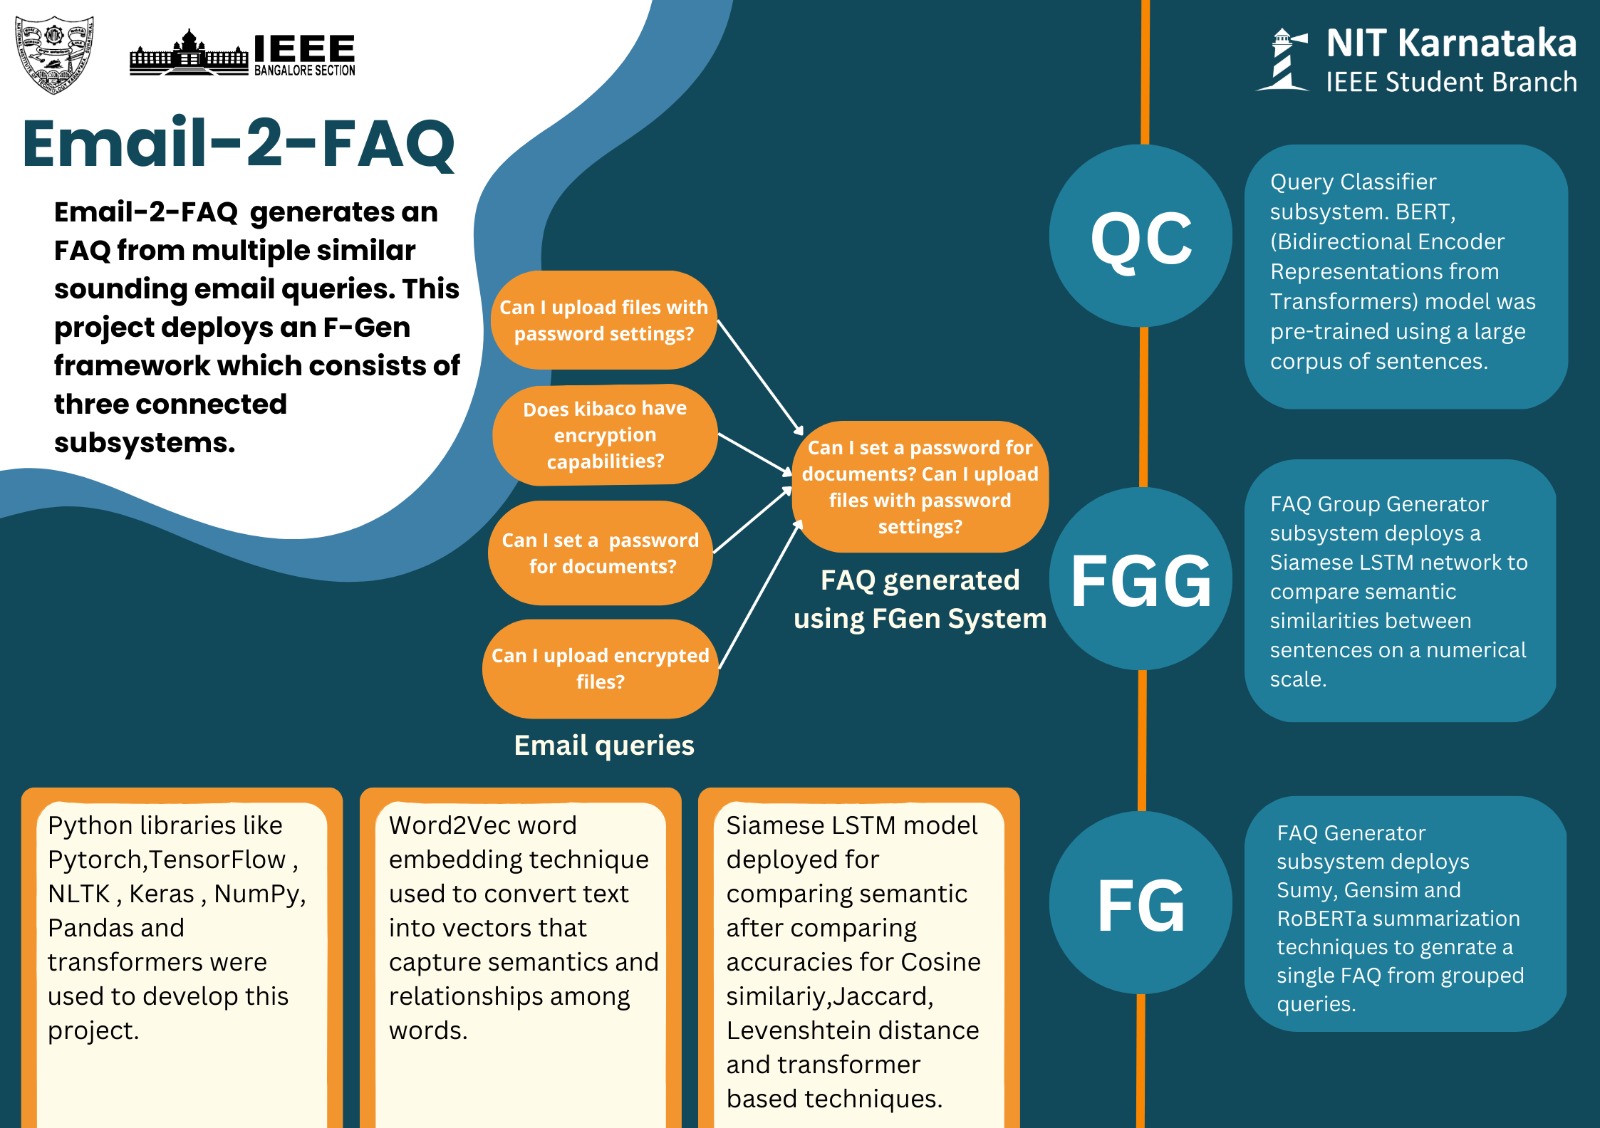 IEEE
BANGALORE SECTION
NIT Karnataka
IEEE Student Branch
Email-2-FAQ
Email-2-FAQ generates an
FAQ from multiple similar
sounding email queries. This
project deploys an F-Gen
framework which consists of
three connected
subsystems.
Can I upload files with
password settings?
Does kibaco have
encryption
capabilities?
Can I set a password
for documents?
Can I upload encrypted
files?
Email queries
Can I set a password for
documents? Can I upload
files with password
settings?
FAQ generated
using FGen System
QC
Query Classifier
subsystem. BERT,
(Bidirectional Encoder
Representations from
Transformers) model was
pre-trained using a large
corpus of sentences.
FGG
FAQ Group Generator
subsystem deploys a
Siamese LSTM network to
compare semantic
similarities between
sentences on a numerical
scale.
FG
FAQ Generator
subsystem deploys
Sumy, Gensim and
RoBERTa summarization
techniques to genrate a
single FAQ from grouped
queries.
Python libraries like
Pytorch,TensorFlow ,
NLTK , Keras , NumPy,
Pandas and
transformers were
used to develop this
project.
Word2Vec word
embedding technique
used to convert text
into vectors that
capture semantics and
relationships among
words.
Siamese LSTM model
deployed for
comparing semantic
after comparing
accuracies for Cosine
similariy,Jaccard,
Levenshtein distance
and transformer
based techniques.